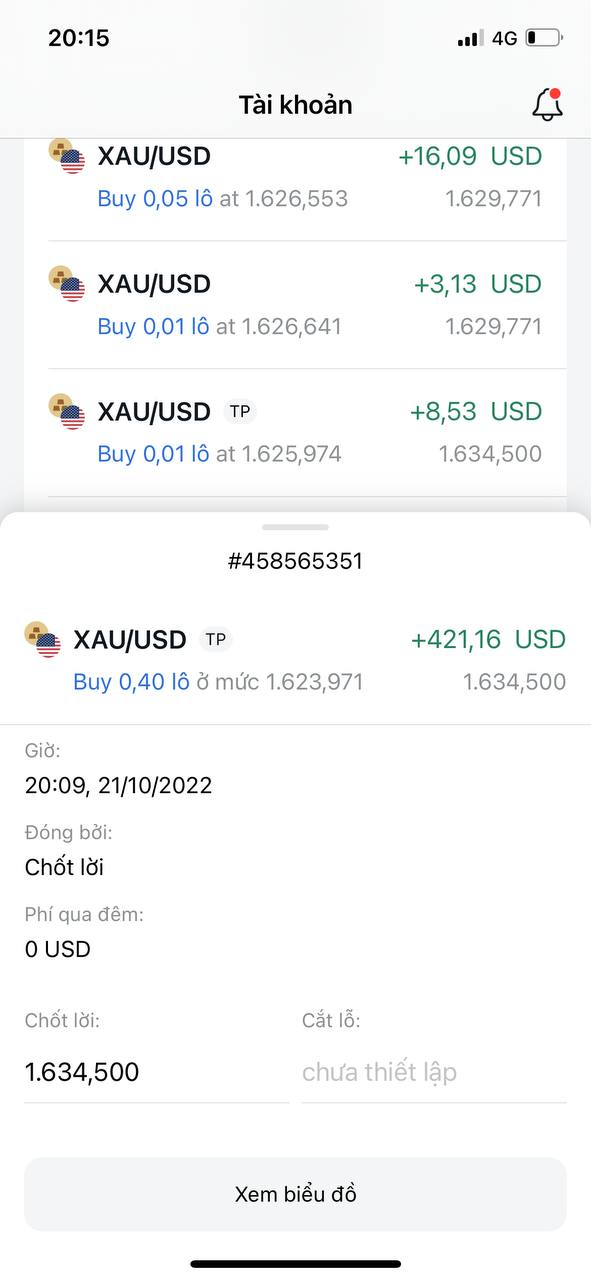 20:15
4G
Tài khoản
XAU/USD +16,09 USD
Buy 0,05 lô at 1.626,553 1.629,771
XAU/USD +3,13 USD
Buy 0,01 lô at 1.626,641 1.629,771
XAU/USD TP +8,53 USD
Buy 0,01 lô at 1.625,974 1.634,500
#458565351
XAU/USD TP +421,16 USD
Buy 0,40 lô ở mức 1.623,971 1.634,500
Giờ:
20:09, 21/10/2022
Đóng bởi:
Chốt lời
Phí qua đêm:
0 USD
Chốt lời: Cắt lỗ:
1.634,500 chưa thiết lập
Xem biểu đồ